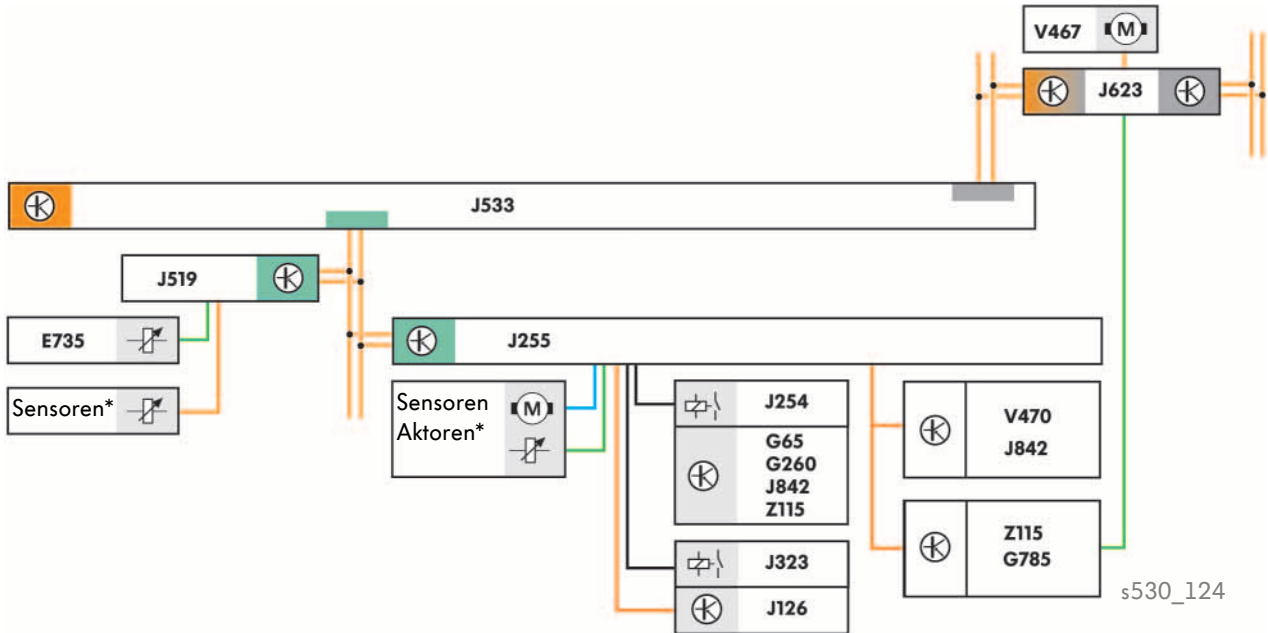 V467
M
J623
J533
J519
E735
J255
Sensoren*
Sensoren
Aktoren*
M
J254
G65
G260
J842
Z115
V470
J842
J323
J126
Z115
G785
s530_124